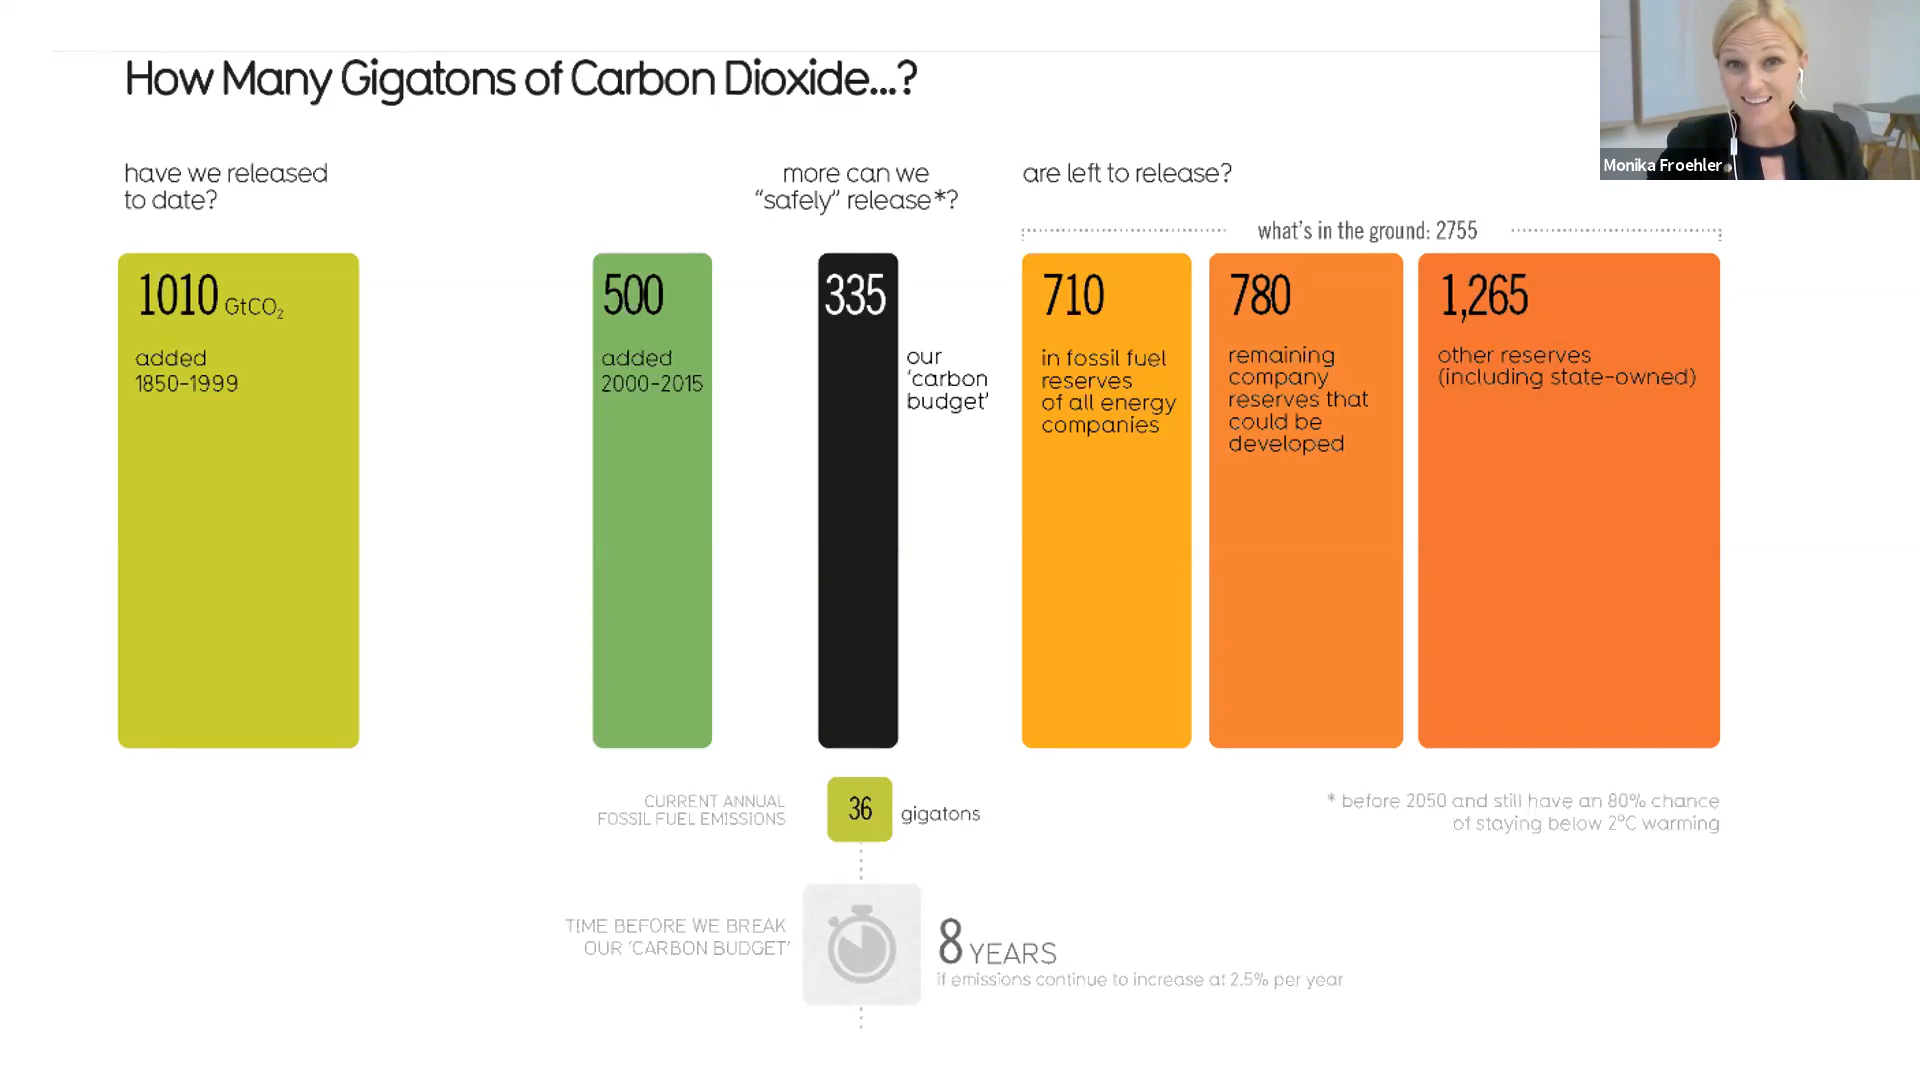 How Many Gigatons of Carbon Dioxide...?
Monika Froehler
have we released
to date?
more can we
“safely” release*?
are left to release?
what's in the ground: 2755
1010 GtCO₂
added
1850-1999
500
added
2000-2015
335
our
'carbon
budget'
710
in fossil fuel
reserves
of all energy
companies
780
remaining
company
reserves that
could be
developed
1,265
other reserves
(including state-owned)
CURRENT ANNUAL
FOSSIL FUEL EMISSIONS
36
gigatons
* before 2050 and still have an 80% chance
of staying below 2°C warming
TIME BEFORE WE BREAK
OUR 'CARBON BUDGET'
8 YEARS
if emissions continue to increase at 2.5% per year